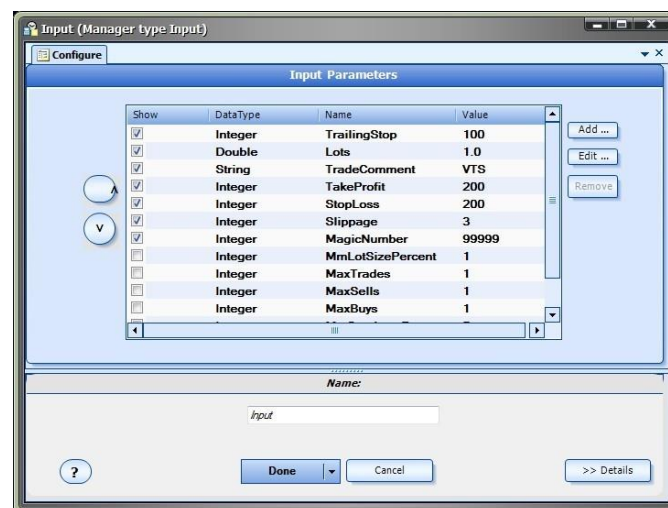 Input (Manager type Input)
Configure
Input Parameters
Show DataType Name Value
Integer TrailingStop 100
Double Lots 1.0
String TradeComment VTS
Integer TakeProfit 200
Integer StopLoss 200
Integer Slippage 3
Integer MagicNumber 99999
Integer MmLotSizePercent 1
Integer MaxTrades 1
Integer MaxSells 1
Integer MaxBuys 1
Add ...
Edit ...
Remove
Name:
Input
? Done Cancel >> Details